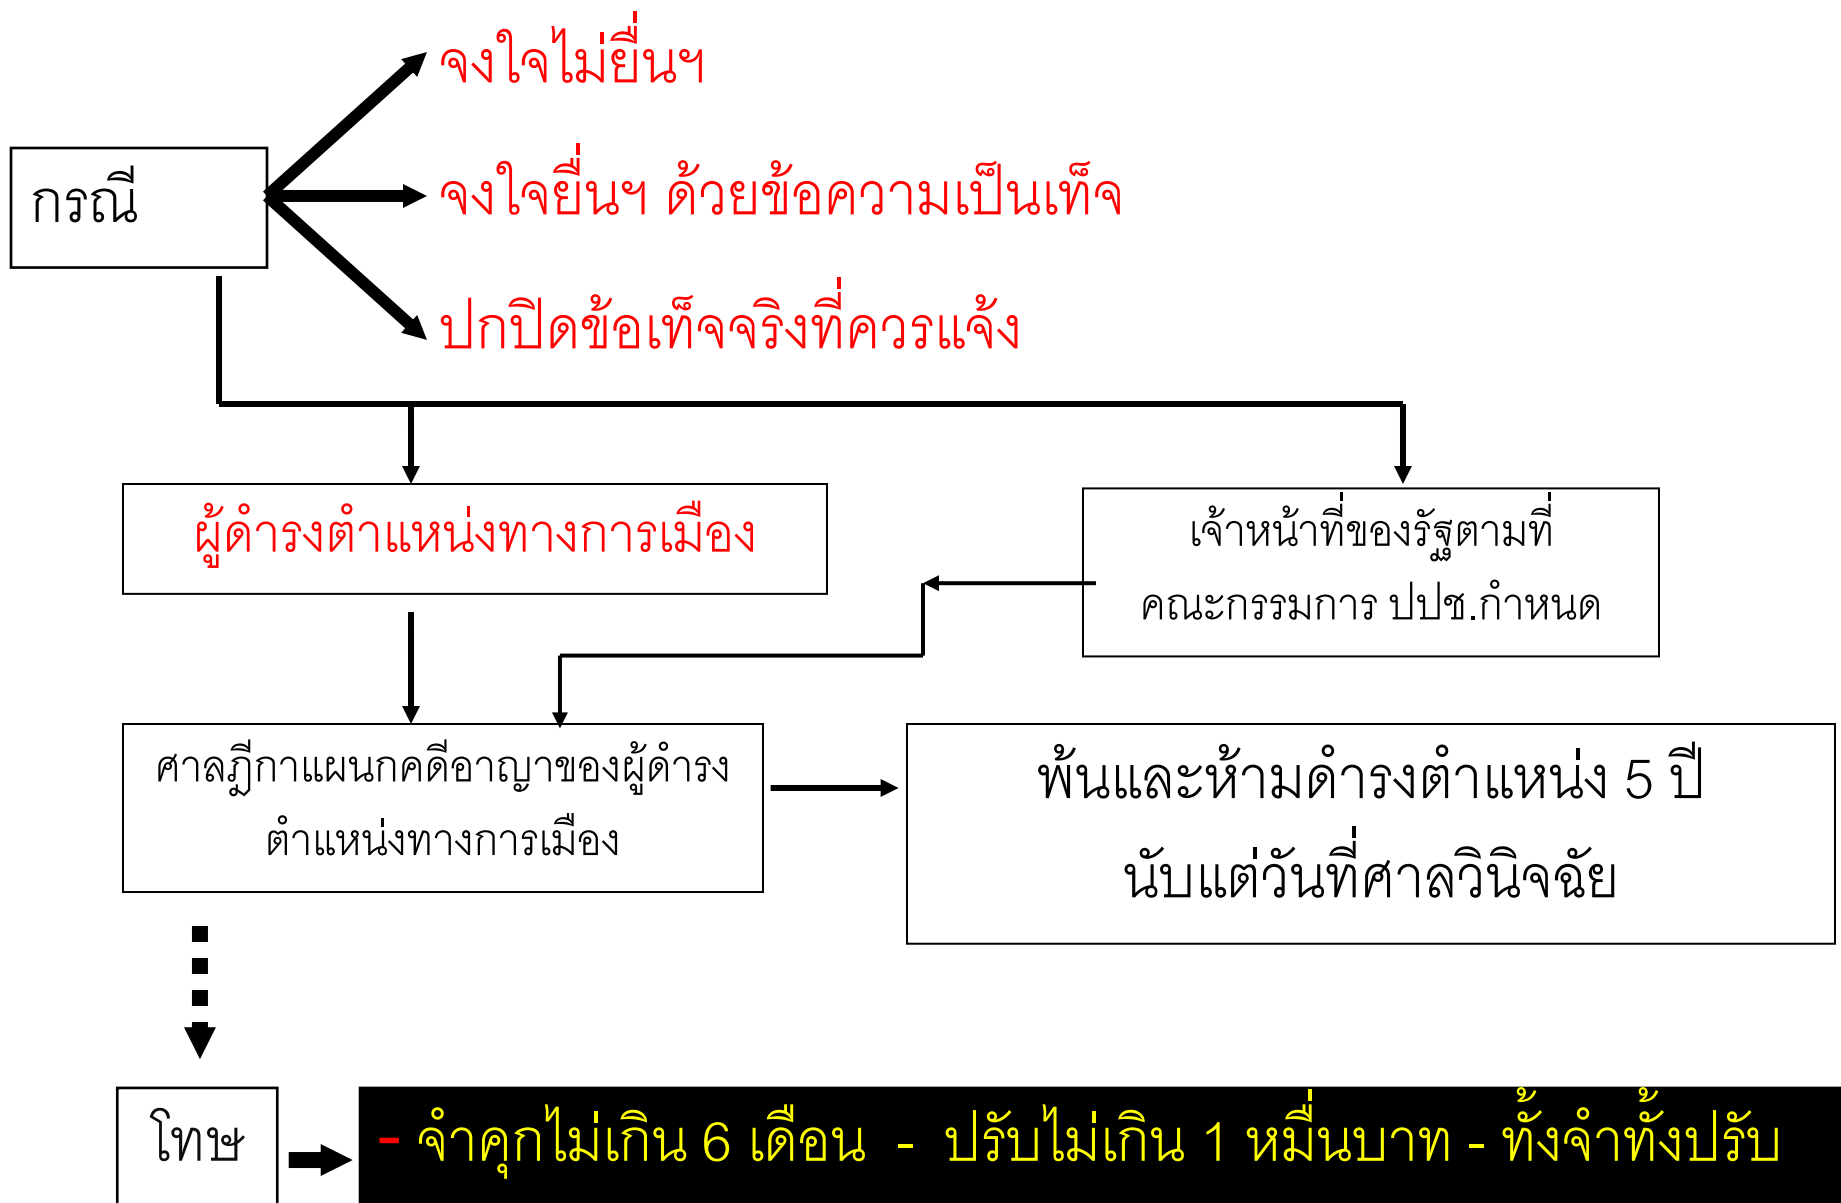 จงใจไม่ยื่นฯ
กรณี
จงใจยื่นฯ ด้วยข้อความเป็นเท็จ
ปกปิดข้อเท็จจริงที่ควรแจ้ง
ผู้ดำรงตำแหน่งทางการเมือง
เจ้าหน้าที่ของรัฐตามที่
คณะกรรมการ ปปช.กำหนด
ศาลฎีกาแผนกคดีอาญาของผู้ดำรง
ตำแหน่งทางการเมือง
พ้นและห้ามดำรงตำแหน่ง 5 ปี
นับแต่วันที่ศาลวินิจฉัย
โทษ
- จำคุกไม่เกิน 6 เดือน - ปรับไม่เกิน 1 หมื่นบาท - ทั้งจำทั้งปรับ